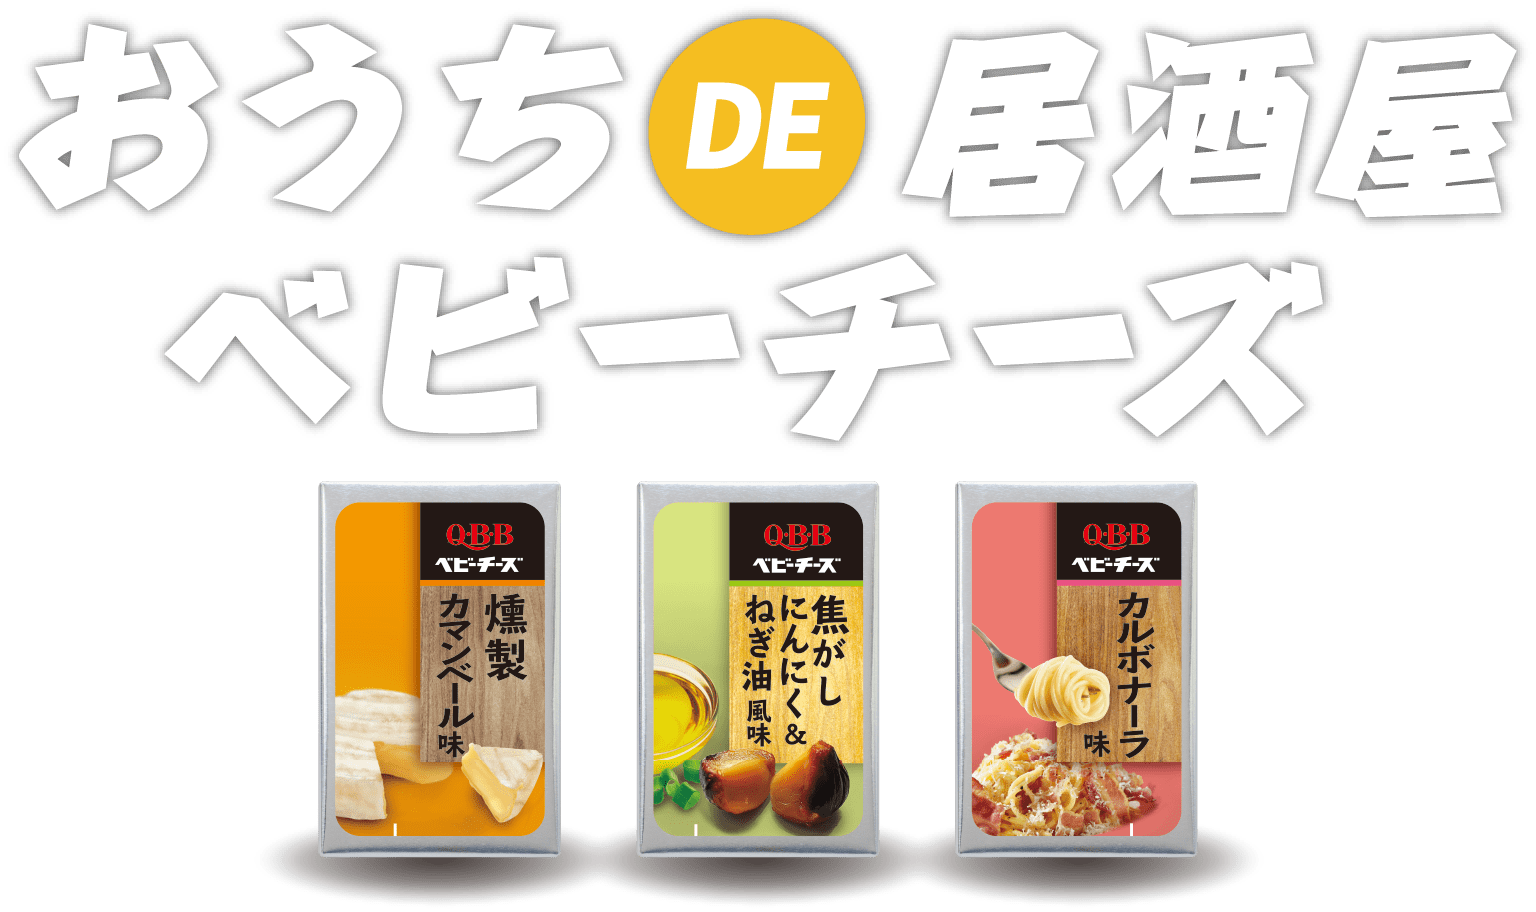 おうちDE居酒屋
ベビーチーズ
Q・B・B
ベビーチーズ
燻製
カマンベール味
Q・B・B
ベビーチーズ
焦がし
にんにく&
ねぎ油風味
Q・B・B
ベビーチーズ
カルボナーラ
味